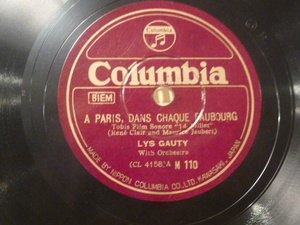 Columbia
Columbia
BIEM
A PARIS, DANS CHAQUE FAUBOURG
Tobis Film Sonore "14 Juillet"
(René Clair and Maurice Jaubert)
LYS GAUTY
With Orchestra
(CL 4158)A M 110
MADE BY NIPPON COLUMBIA CO., LTD. KAWASAKI, JAPAN.